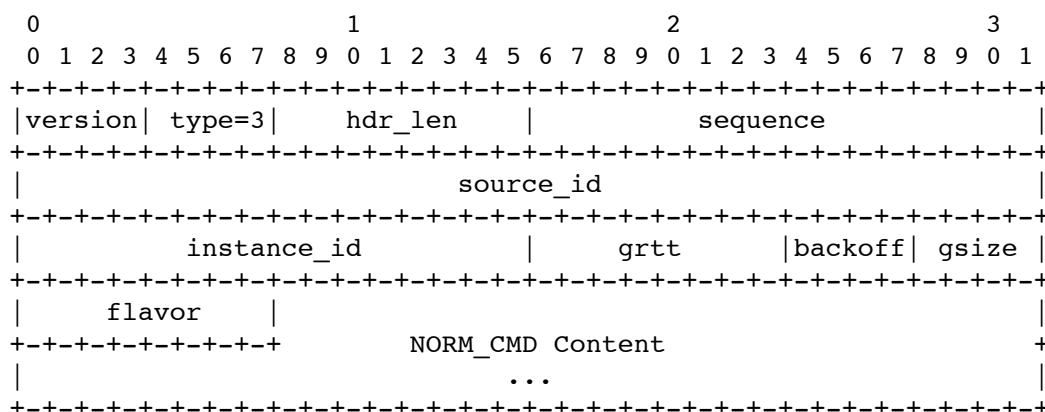 0                   1                   2                   3
 0 1 2 3 4 5 6 7 8 9 0 1 2 3 4 5 6 7 8 9 0 1 2 3 4 5 6 7 8 9 0 1
+-+-+-+-+-+-+-+-+-+-+-+-+-+-+-+-+-+-+-+-+-+-+-+-+-+-+-+-+-+-+-+-+
|version| type=3|    hdr_len    |          sequence             |
+-+-+-+-+-+-+-+-+-+-+-+-+-+-+-+-+-+-+-+-+-+-+-+-+-+-+-+-+-+-+-+-+
|                           source_id                           |
+-+-+-+-+-+-+-+-+-+-+-+-+-+-+-+-+-+-+-+-+-+-+-+-+-+-+-+-+-+-+-+-+
|          instance_id          |     grtt      |backoff| gsize |
+-+-+-+-+-+-+-+-+-+-+-+-+-+-+-+-+-+-+-+-+-+-+-+-+-+-+-+-+-+-+-+-+
|     flavor    |                                               |
+-+-+-+-+-+-+-+-+        NORM_CMD Content                       +
|                              ...                              |
+-+-+-+-+-+-+-+-+-+-+-+-+-+-+-+-+-+-+-+-+-+-+-+-+-+-+-+-+-+-+-+-+